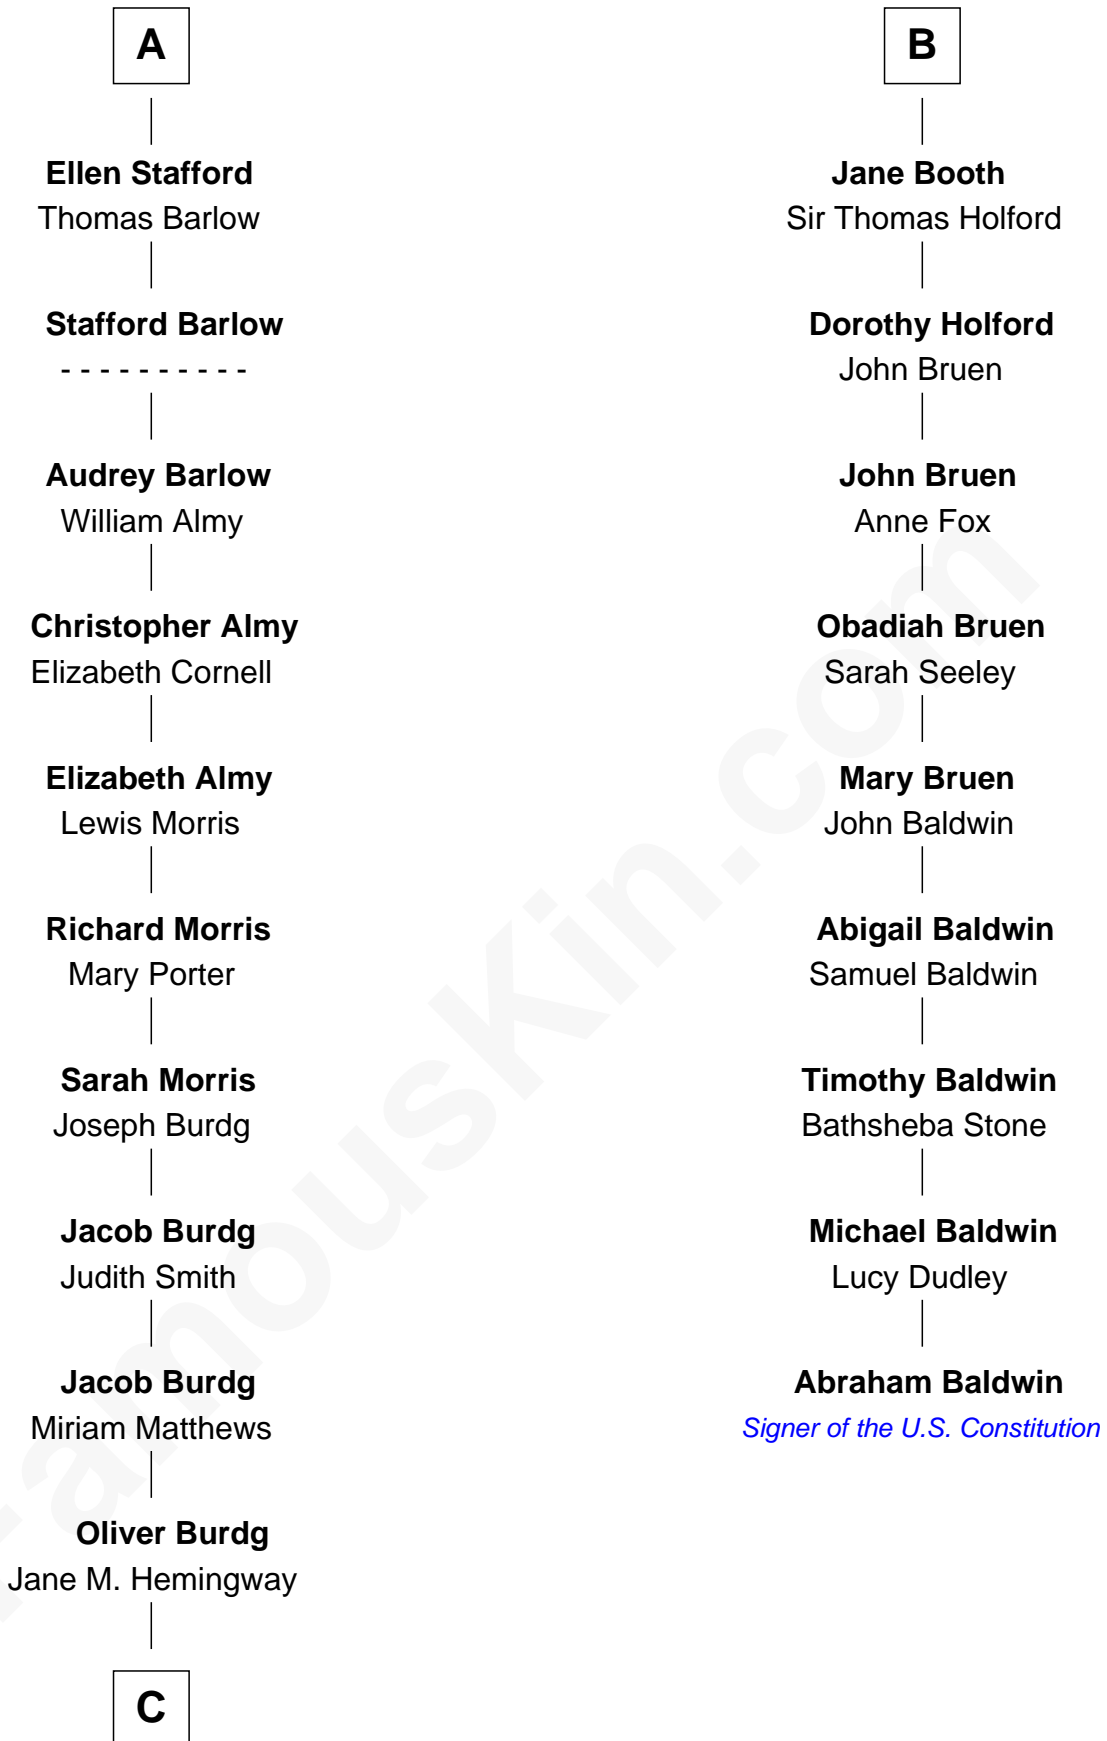 A
Ellen Stafford
Thomas Barlow
Stafford Barlow
- - - - - - - - - -
Audrey Barlow
William Almy
Christopher Almy
Elizabeth Cornell
Elizabeth Almy
Lewis Morris
Richard Morris
Mary Porter
Sarah Morris
Joseph Burdg
Jacob Burdg
Judith Smith
Jacob Burdg
Miriam Matthews
Oliver Burdg
Jane M. Hemingway
C
B
Jane Booth
Sir Thomas Holford
Dorothy Holford
John Bruen
John Bruen
Anne Fox
Obadiah Bruen
Sarah Seeley
Mary Bruen
John Baldwin
Abigail Baldwin
Samuel Baldwin
Timothy Baldwin
Bathsheba Stone
Michael Baldwin
Lucy Dudley
Abraham Baldwin
Signer of the U.S. Constitution
FamousKin.com